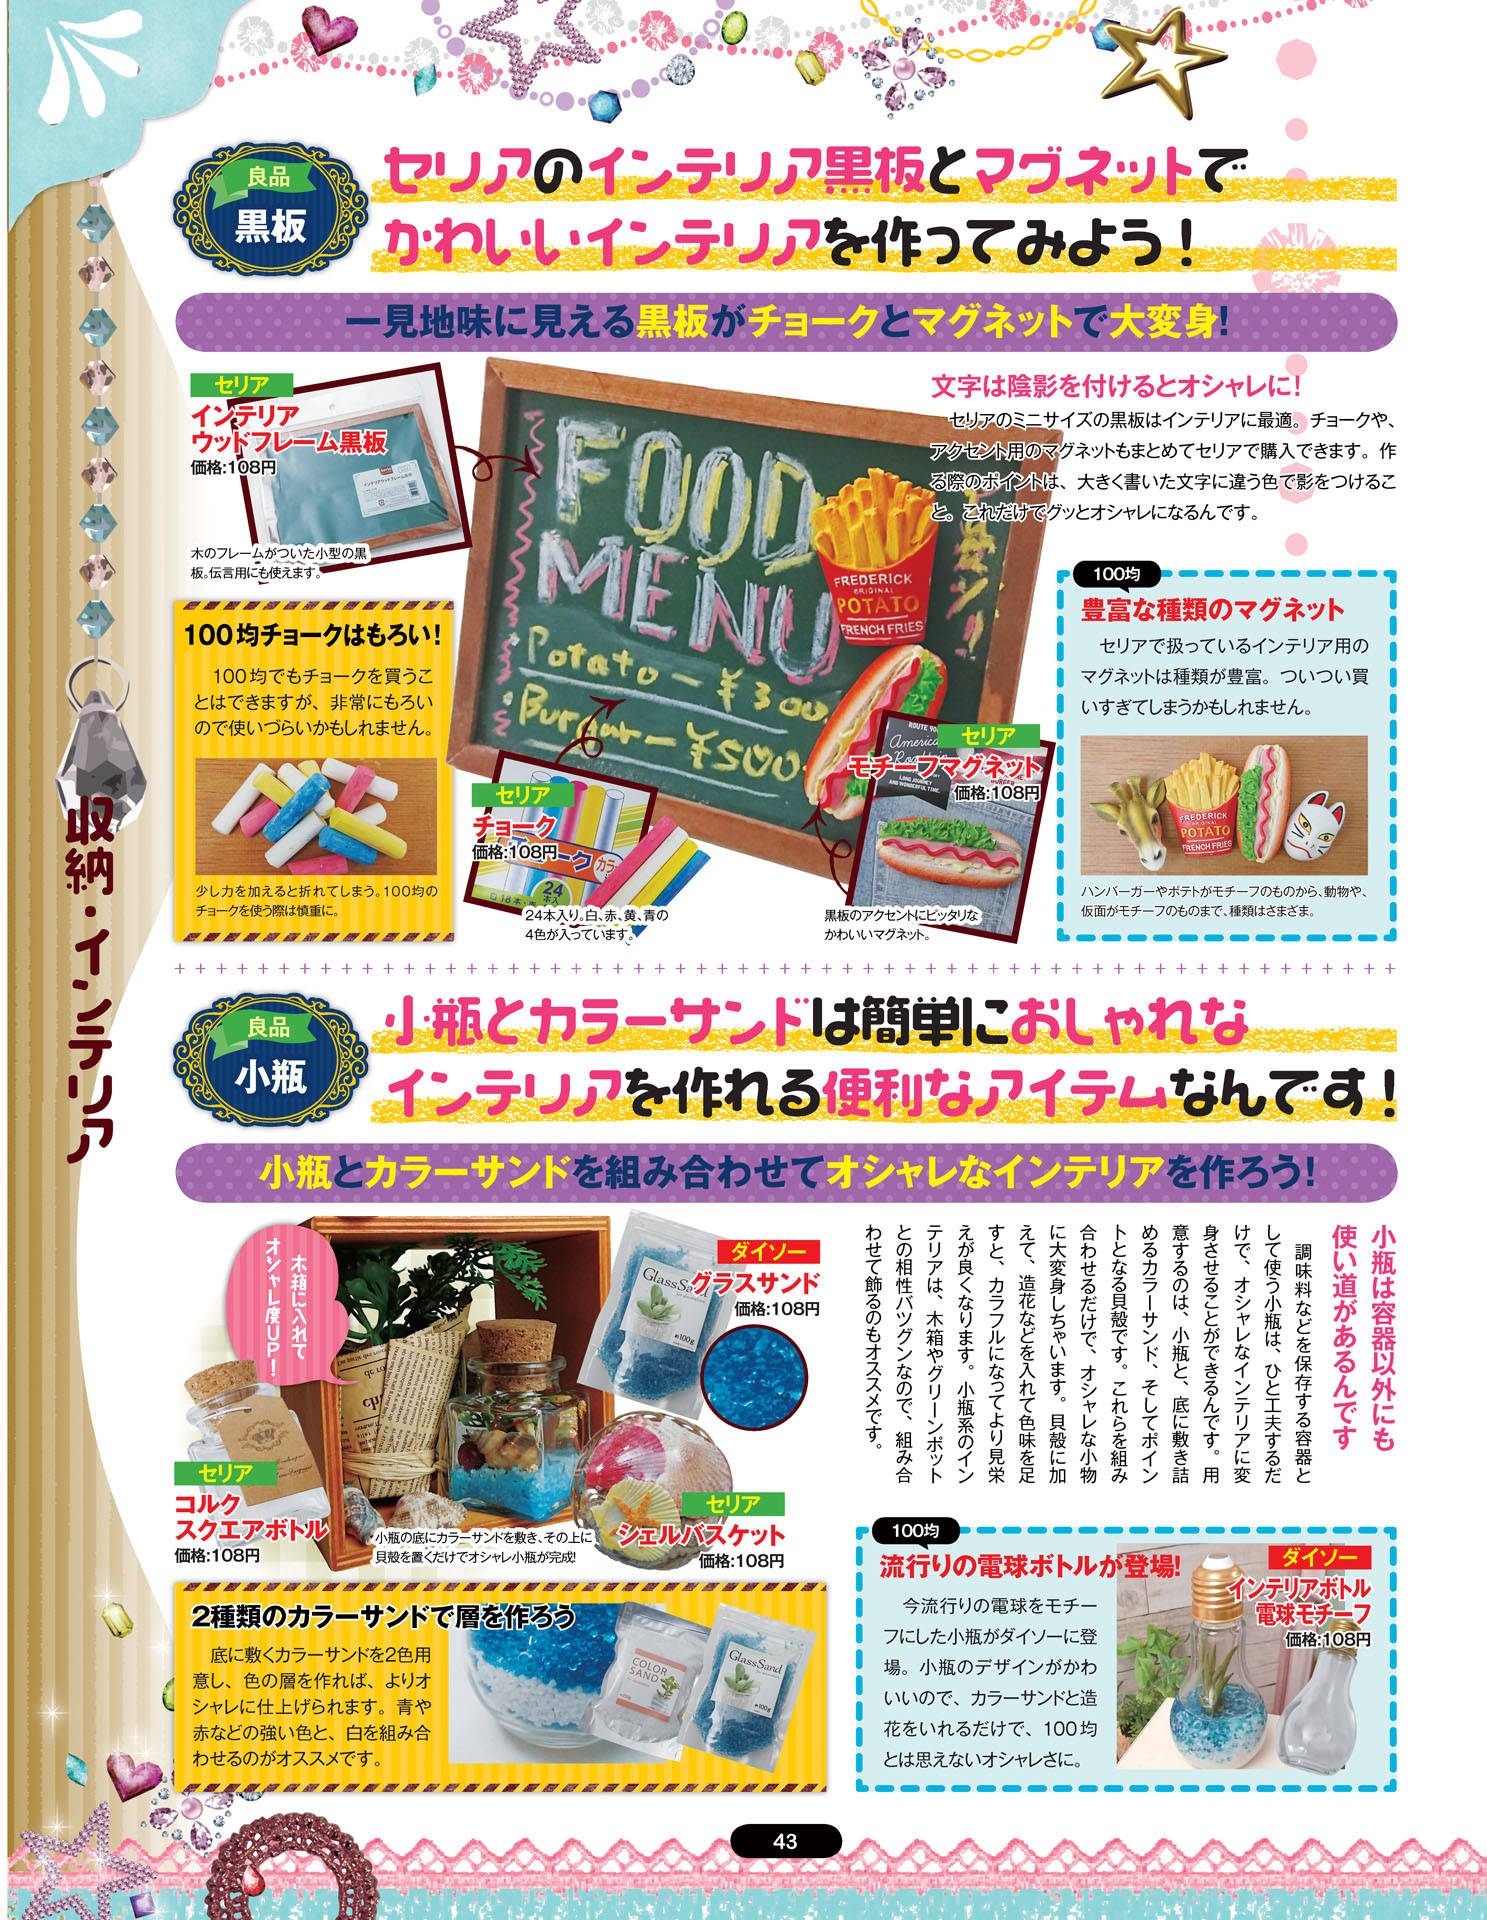 収納・インテリア
良品
黒板
セリアのインテリア黒板とマグネットで
かわいいインテリアを作ってみよう！
一見地味に見える黒板がチョークとマグネットで大変身!
セリア
インテリア
ウッドフレーム黒板
価格:108円
木のフレームがついた小型の黒
板。伝言用にも使えます。
FOOD
MENU
Potato－¥300
Burger－¥500
FREDERICK
ORIGINAL
POTATO
FRENCH FRIES
文字は陰影を付けるとオシャレに!
セリアのミニサイズの黒板はインテリアに最適。チョークや、
アクセント用のマグネットもまとめてセリアで購入できます。作
る際のポイントは、大きく書いた文字に違う色で影をつけるこ
と。これだけでグッとオシャレになるんです。
100均チョークはもろい!
100均でもチョークを買うこ
とはできますが、非常にもろい
ので使いづらいかもしれません。
少し力を加えると折れてしまう。100均の
チョークを使う際は慎重に。
セリア
チョーク
価格:108円
24本入り。白、赤、黄、青の
4色が入っています。
セリア
モチーフマグネット
価格:108円
黒板のアクセントにピッタリな
かわいいマグネット。
100均
豊富な種類のマグネット
セリアで扱っているインテリア用の
マグネットは種類が豊富。ついつい買
いすぎてしまうかもしれません。
FREDERICK
ORIGINAL
POTATO
FRENCH FRIES
ハンバーガーやポテトがモチーフのものから、動物や、
仮面がモチーフのものまで、種類はさまざま。
良品
小瓶
小瓶とカラーサンドは簡単におしゃれな
インテリアを作れる便利なアイテムなんです！
小瓶とカラーサンドを組み合わせてオシャレなインテリアを作ろう!
木箱に入れて
オシャレ度UP!
ダイソー
グラスサンド
価格:108円
GlassSand
約100g
セリア
コルク
スクエアボトル
価格:108円
小瓶の底にカラーサンドを敷き、その上に
貝殻を置くだけでオシャレ小瓶が完成!
セリア
シェルバスケット
価格:108円
小瓶は容器以外にも
使い道があるんです
調味料などを保存する容器と
して使う小瓶は、ひと工夫するだ
けで、オシャレなインテリアに変
身させることができるんです。用
意するのは、小瓶と、底に敷き詰
めるカラーサンド、そしてポイン
トとなる貝殻です。これらを組み
合わせるだけで、オシャレな小物
に大変身しちゃいます。貝殻に加
えて、造花などを入れて色味を足
すと、カラフルになってより見栄
えが良くなります。小瓶系のイン
テリアは、木箱やグリーンポット
との相性バツグンなので、組み合
わせて飾るのもオススメです。
2種類のカラーサンドで層を作ろう
底に敷くカラーサンドを2色用
意し、色の層を作れば、よりオ
シャレに仕上げられます。青や
赤などの強い色と、白を組み合
わせるのがオススメです。
COLOR
SAND
GlassSand
約100g
100均
流行りの電球ボトルが登場!
今流行りの電球をモチー
フにした小瓶がダイソーに登
場。小瓶のデザインがかわ
いいので、カラーサンドと造
花をいれるだけで、100均
とは思えないオシャレさに。
ダイソー
インテリアボトル
電球モチーフ
価格:108円
43